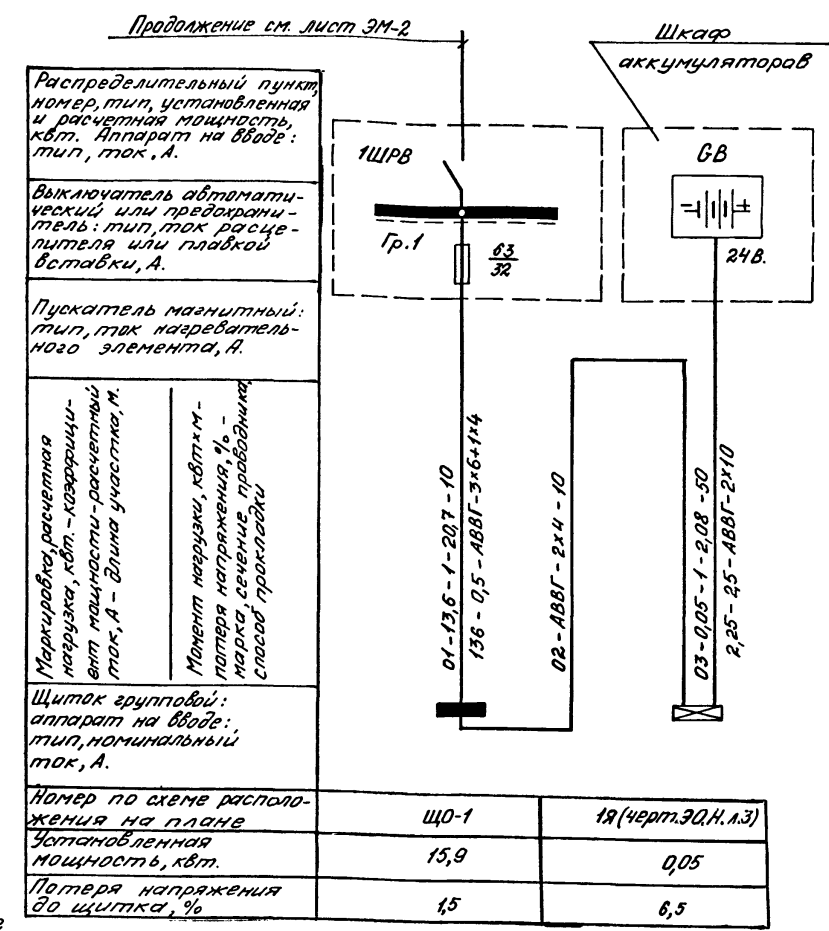 Продолжение см. лист ЭМ-2
Шкаф
аккумуляторав
Распределительный пункт,
номер, тип, установленная
и расчетная мощность,
квт. Аппарат на вводе:
тип, ток, А.
1ШРВ
GB
Выключатель автомати-
ческий или предохрани-
тель: тип, ток расце-
пителя или плавкой
вставки, А.
Гр.1
63
32
24В.
Пускатель магнитный:
тип, ток нагреватель-
ного элемента, А.
Маркировка, расчетная
нагрузка, квт.-коэффици-
ент мощности-расчетный
ток, А - длина участка, м.
Момент нагрузки, квт×м-
потеря напряжения, % -
марка, сечение проводника,
способ прокладки
01-13,6-1-20,7-10
136-0,5-АВВГ-3×6+1×4
02-АВВГ-2×4-10
03-0,05-1-2,08-50
2,25-2,5-АВВГ-2×10
Щиток групповой:
аппарат на вводе:,
тип, номинальный
ток, А.
Номер по схеме располо-
жения на плане
ЩО-1
1Я (черт.ЭО.Н.л.3)
Установленная
мощность, квт.
15,9
0,05
Потеря напряжения
до щитка, %
1,5
6,5